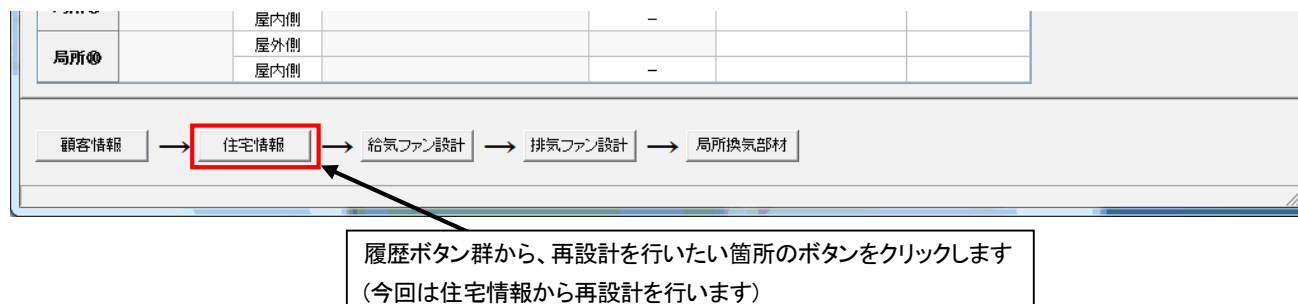 屋内側 －
局所⑩ 屋外側
屋内側 －
顧客情報 → 住宅情報 → 給気ファン設計 → 排気ファン設計 → 局所換気部材
履歴ボタン群から、再設計を行いたい箇所のボタンをクリックします
(今回は住宅情報から再設計を行います)